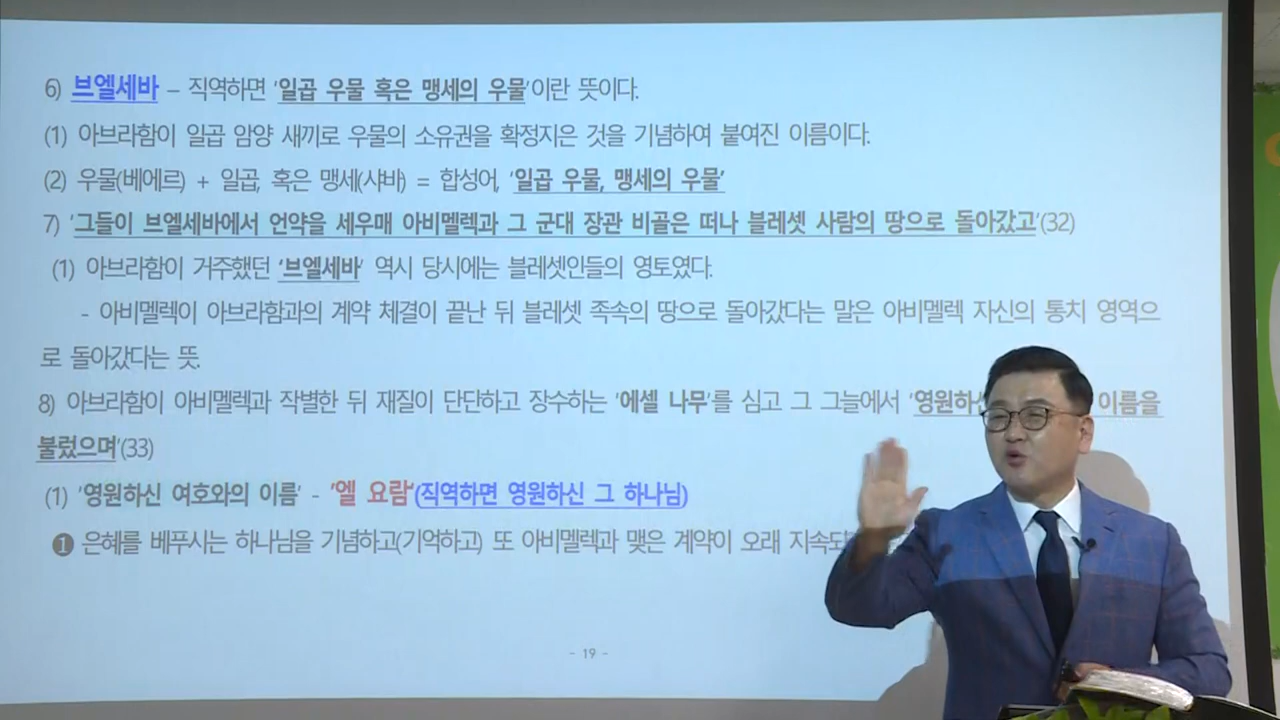 6) 브엘세바 – 직역하면 '일곱 우물 혹은 맹세의 우물'이란 뜻이다.
(1) 아브라함이 일곱 암양 새끼로 우물의 소유권을 확정지은 것을 기념하여 붙여진 이름이다.
(2) 우물(베에르) + 일곱, 혹은 맹세(샤바) = 합성어, '일곱 우물, 맹세의 우물'
7) '그들이 브엘세바에서 언약을 세우매 아비멜렉과 그 군대 장관 비골은 떠나 블레셋 사람의 땅으로 돌아갔고'(32)
(1) 아브라함이 거주했던 '브엘세바' 역시 당시에는 블레셋인들의 영토였다.
- 아비멜렉이 아브라함과의 계약 체결이 끝난 뒤 블레셋 족속의 땅으로 돌아갔다는 말은 아비멜렉 자신의 통치 영역으
로 돌아갔다는 뜻.
8) 아브라함이 아비멜렉과 작별한 뒤 재질이 단단하고 장수하는 '에셀 나무'를 심고 그 그늘에서 '영원하신 이름을
불렀으며'(33)
(1) '영원하신 여호와의 이름' - '엘 요람'(직역하면 영원하신 그 하나님)
❶ 은혜를 베푸시는 하나님을 기념하고(기억하고) 또 아비멜렉과 맺은 계약이 오래 지속되
- 19 -